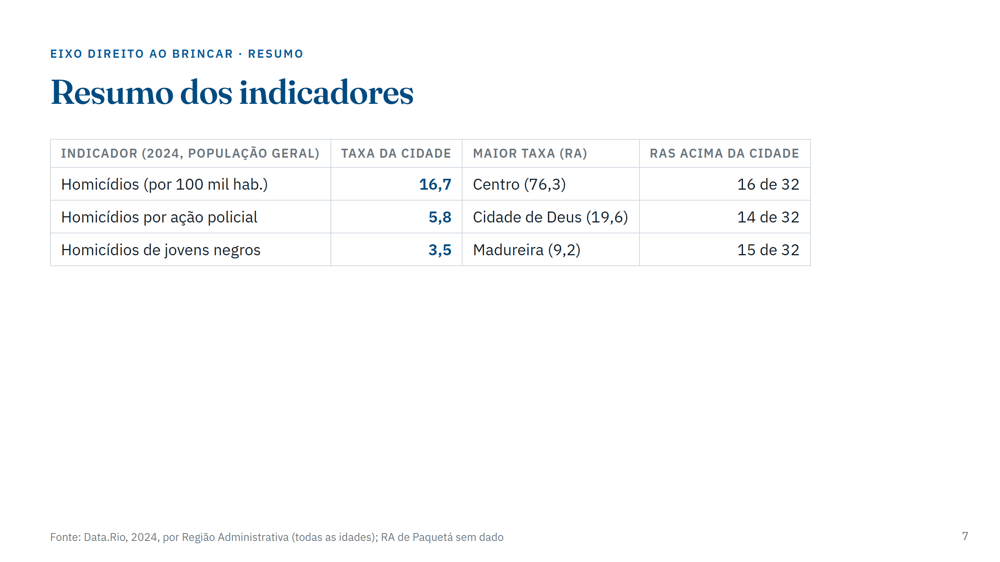 EIXO DIREITO AO BRINCAR · RESUMO
Resumo dos indicadores
INDICADOR (2024, POPULAÇÃO GERAL) TAXA DA CIDADE MAIOR TAXA (RA) RAS ACIMA DA CIDADE
Homicídios (por 100 mil hab.) 16,7 Centro (76,3) 16 de 32
Homicídios por ação policial 5,8 Cidade de Deus (19,6) 14 de 32
Homicídios de jovens negros 3,5 Madureira (9,2) 15 de 32
Fonte: Data.Rio, 2024, por Região Administrativa (todas as idades); RA de Paquetá sem dado
7